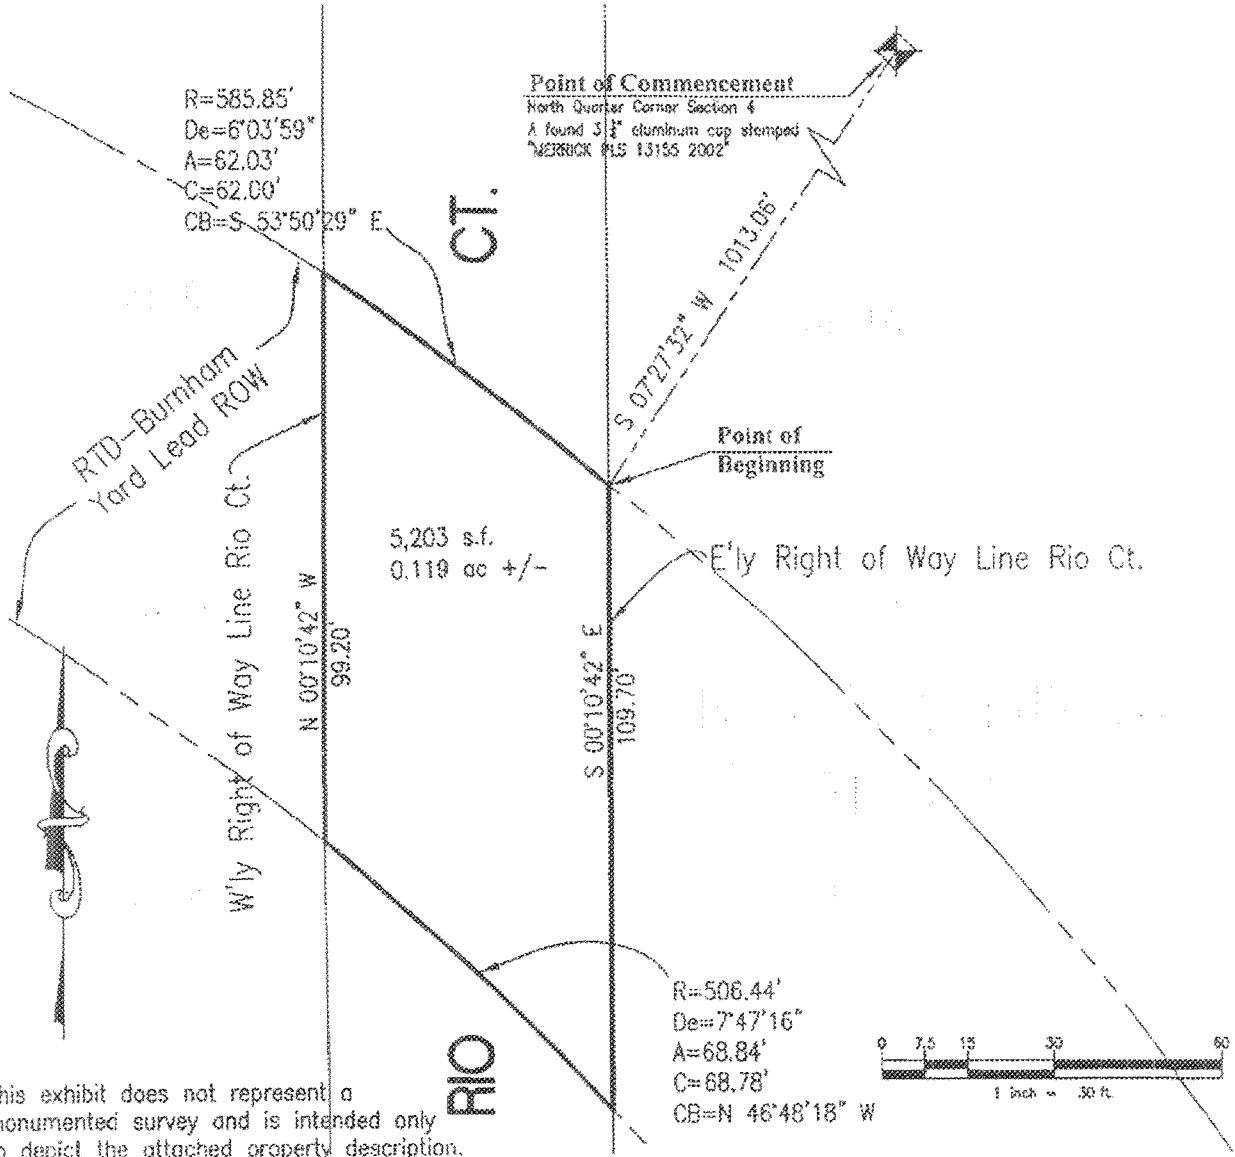 Point of Commencement
North Quarter Corner Section 4
A found 3 ¼" aluminum cap stamped
"MERRICK PLS 13155 2002"
R=585.85'
De=6°03'59"
A=62.03'
C=62.00'
CB=S 53°50'29" E
CT.
S 07°27'32" W 1013.06'
RTD-Burnham
Yard Lead ROW
Point of
Beginning
W'ly Right of Way Line Rio Ct.
5,203 s.f.
0.119 ac +/-
E'ly Right of Way Line Rio Ct.
N 00°10'42" W
99.20'
S 00°10'42" E
109.70'
R=506.44'
De=7°47'16"
A=68.84'
C=68.78'
CB=N 46°48'18" W
RIO
0 7.5 15 30 60
1 inch = 30 ft.
his exhibit does not represent a
monumented survey and is intended only
o depict the attached property description.